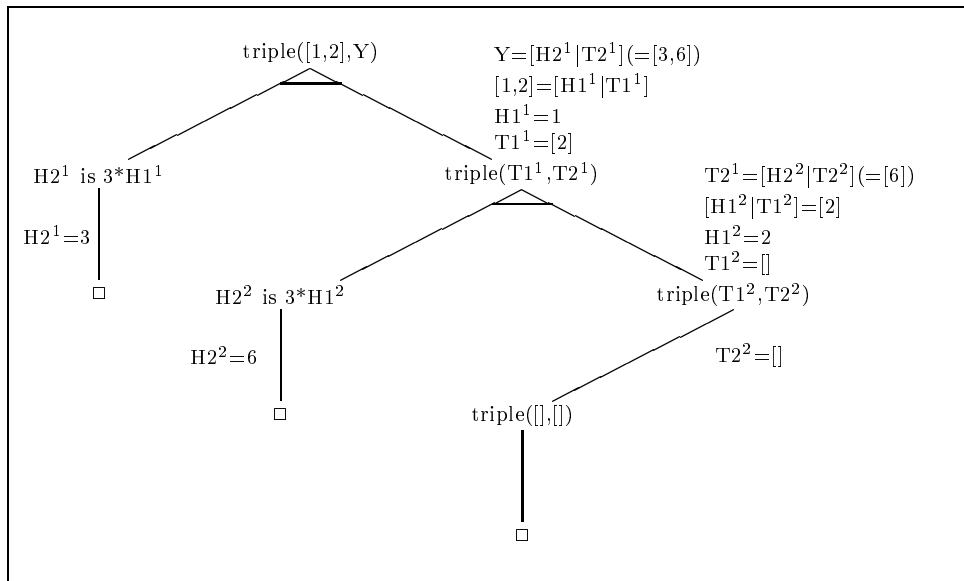 triple([1,2],Y)
Y=[H2¹|T2¹](=[3,6])
[1,2]=[H1¹|T1¹]
H1¹=1
T1¹=[2]
H2¹ is 3*H1¹
triple(T1¹,T2¹)
T2¹=[H2²|T2²](=[6])
[H1²|T1²]=[2]
H1²=2
T1²=[]
H2¹=3
H2² is 3*H1²
triple(T1²,T2²)
H2²=6
T2²=[]
triple([],[])